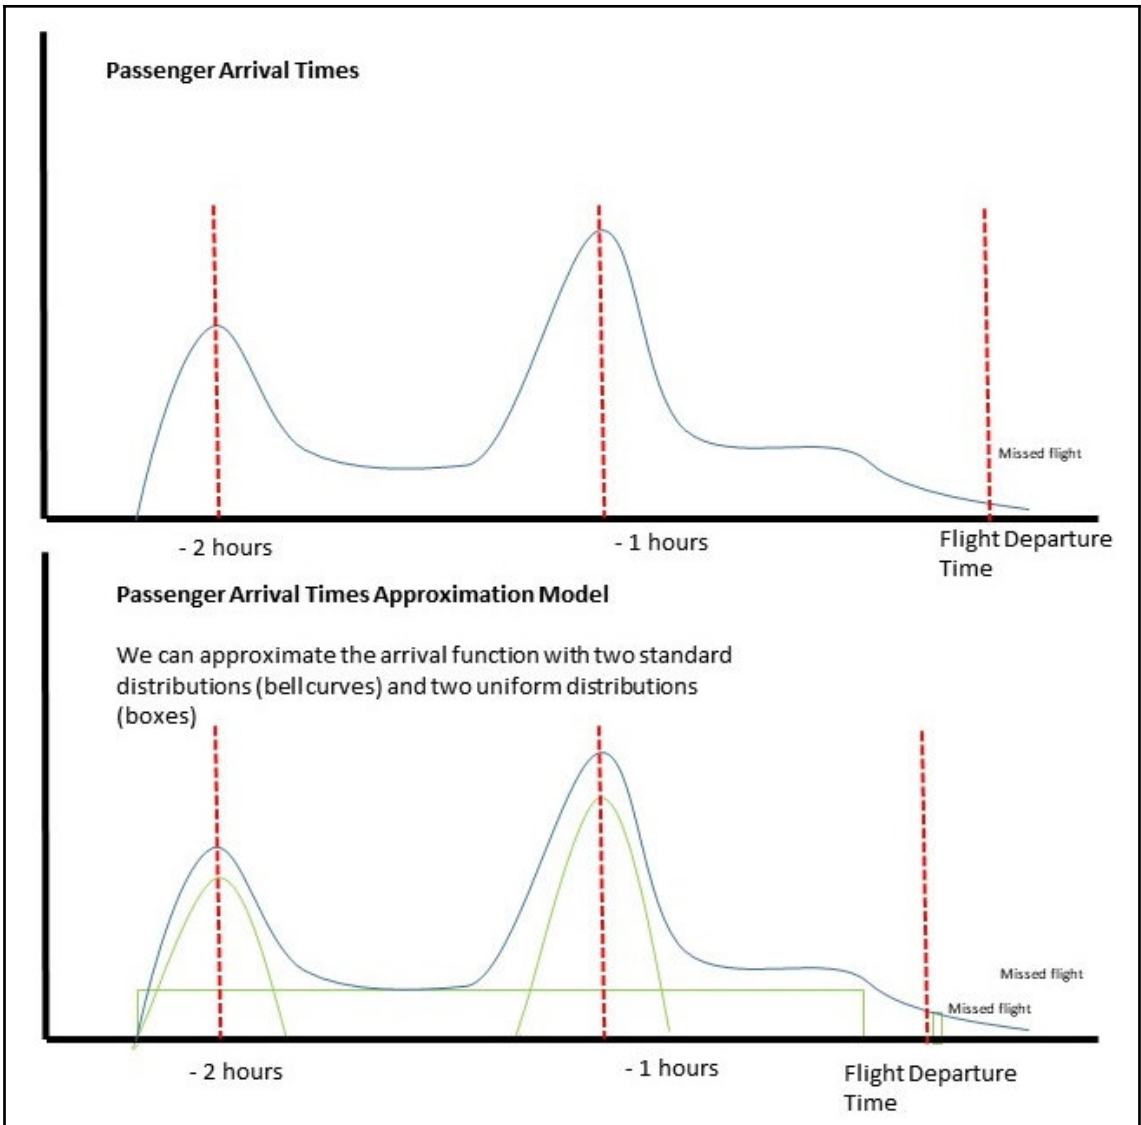 Passenger Arrival Times
Missed flight
- 2 hours
- 1 hours
Flight Departure
Time
Passenger Arrival Times Approximation Model
We can approximate the arrival function with two standard
distributions (bell curves) and two uniform distributions
(boxes)
Missed flight
Missed flight
- 2 hours
- 1 hours
Flight Departure
Time